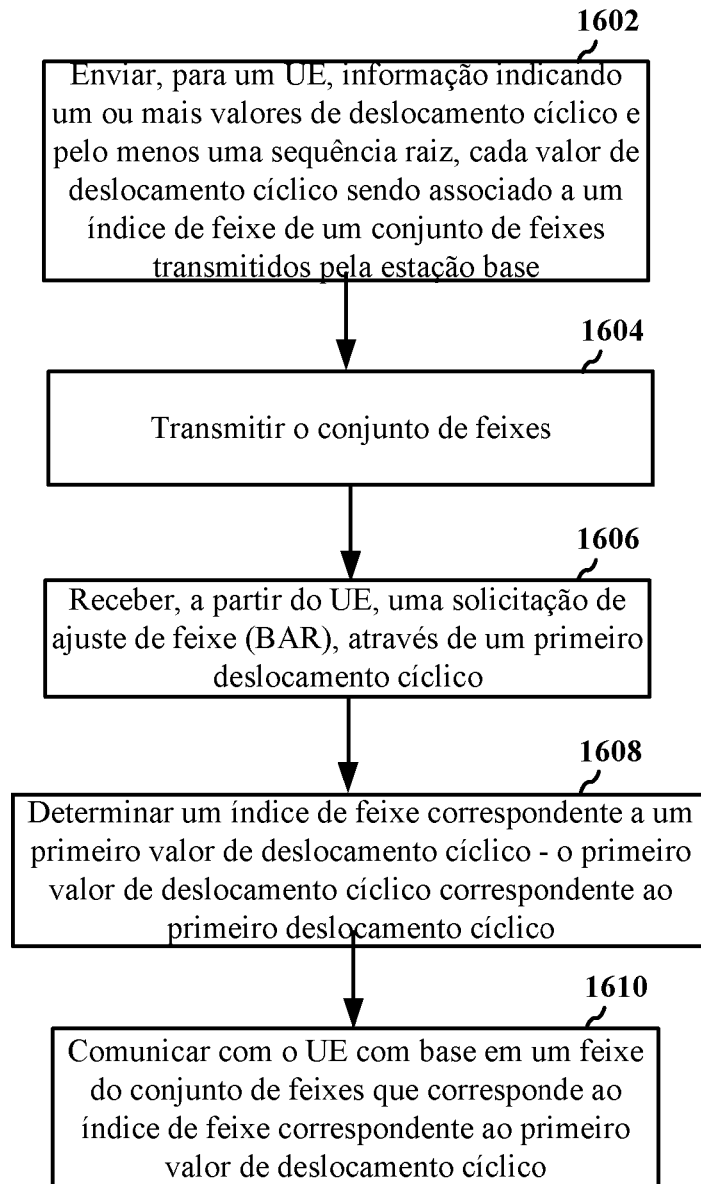 1602
Enviar, para um UE, informação indicando
um ou mais valores de deslocamento cíclico e
pelo menos uma sequência raiz, cada valor de
deslocamento cíclico sendo associado a um
índice de feixe de um conjunto de feixes
transmitidos pela estação base
1604
Transmitir o conjunto de feixes
1606
Receber, a partir do UE, uma solicitação de
ajuste de feixe (BAR), através de um primeiro
deslocamento cíclico
1608
Determinar um índice de feixe correspondente a um
primeiro valor de deslocamento cíclico - o primeiro
valor de deslocamento cíclico correspondente ao
primeiro deslocamento cíclico
1610
Comunicar com o UE com base em um feixe
do conjunto de feixes que corresponde ao
índice de feixe correspondente ao primeiro
valor de deslocamento cíclico